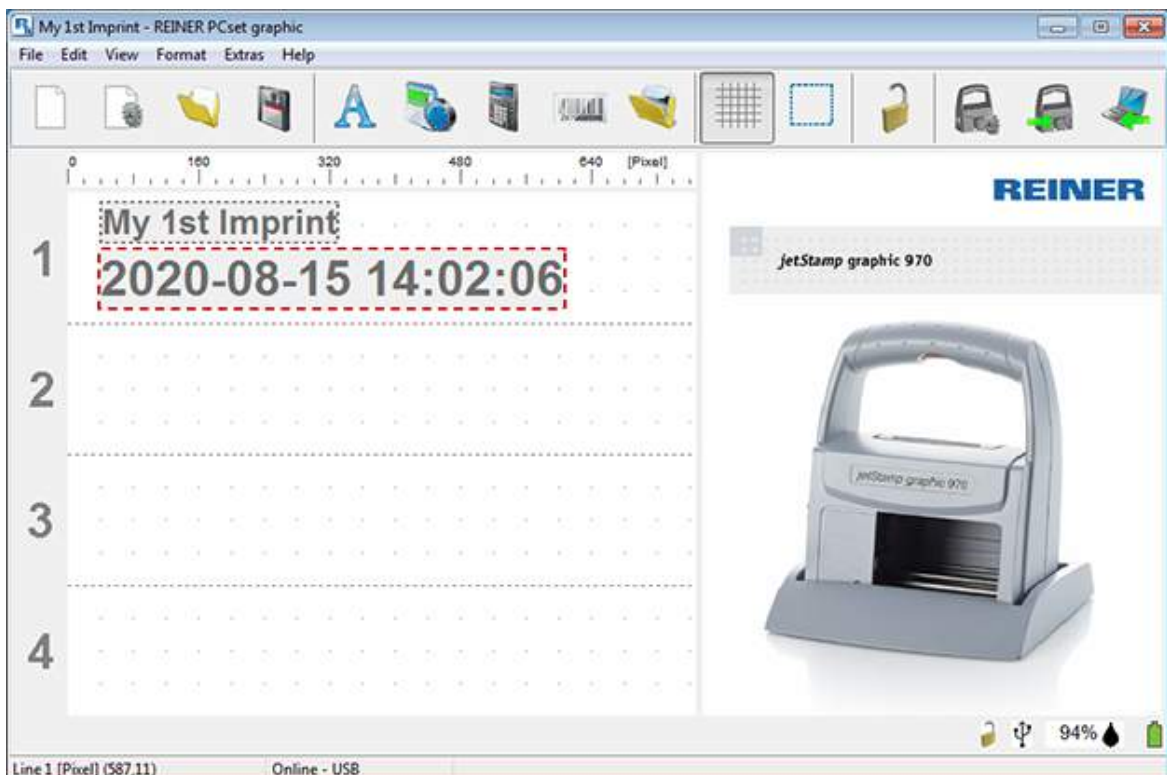 My 1st Imprint - REINER PCset graphic
File Edit View Format Extras Help
0 160 320 480 640 [Pixel]
REINER
1
My 1st Imprint
2020-08-15 14:02:06
jetStamp graphic 970
jetStamp graphic 970
2
3
4
94%
Line 1 [Pixel] (587,11) Online - USB